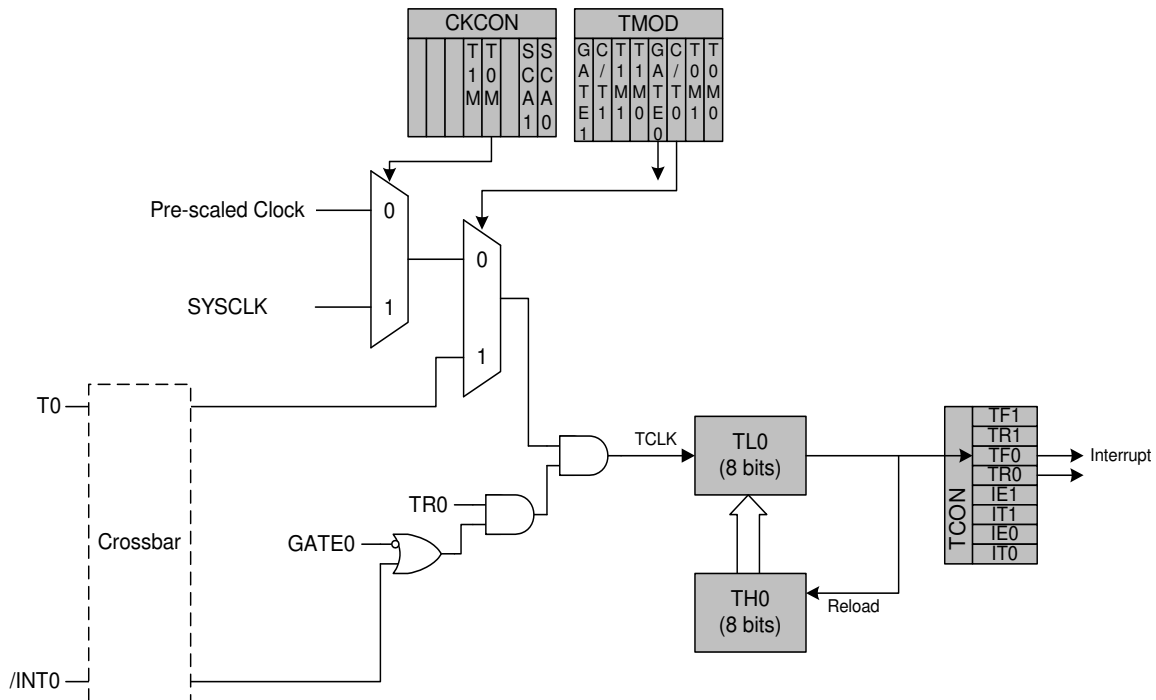 CKCON
T1M
T0M
SCA1
SCA0
TMOD
GATE1
C/T1
T1M1
T1M0
GATE0
C/T0
T0M1
T0M0
Pre-scaled Clock
0
SYSCLK
1
0
1
T0
Crossbar
/INT0
TR0
GATE0
TCLK
TL0
(8 bits)
TH0
(8 bits)
Reload
TCON
TF1
TR1
TF0
TR0
IE1
IT1
IE0
IT0
Interrupt